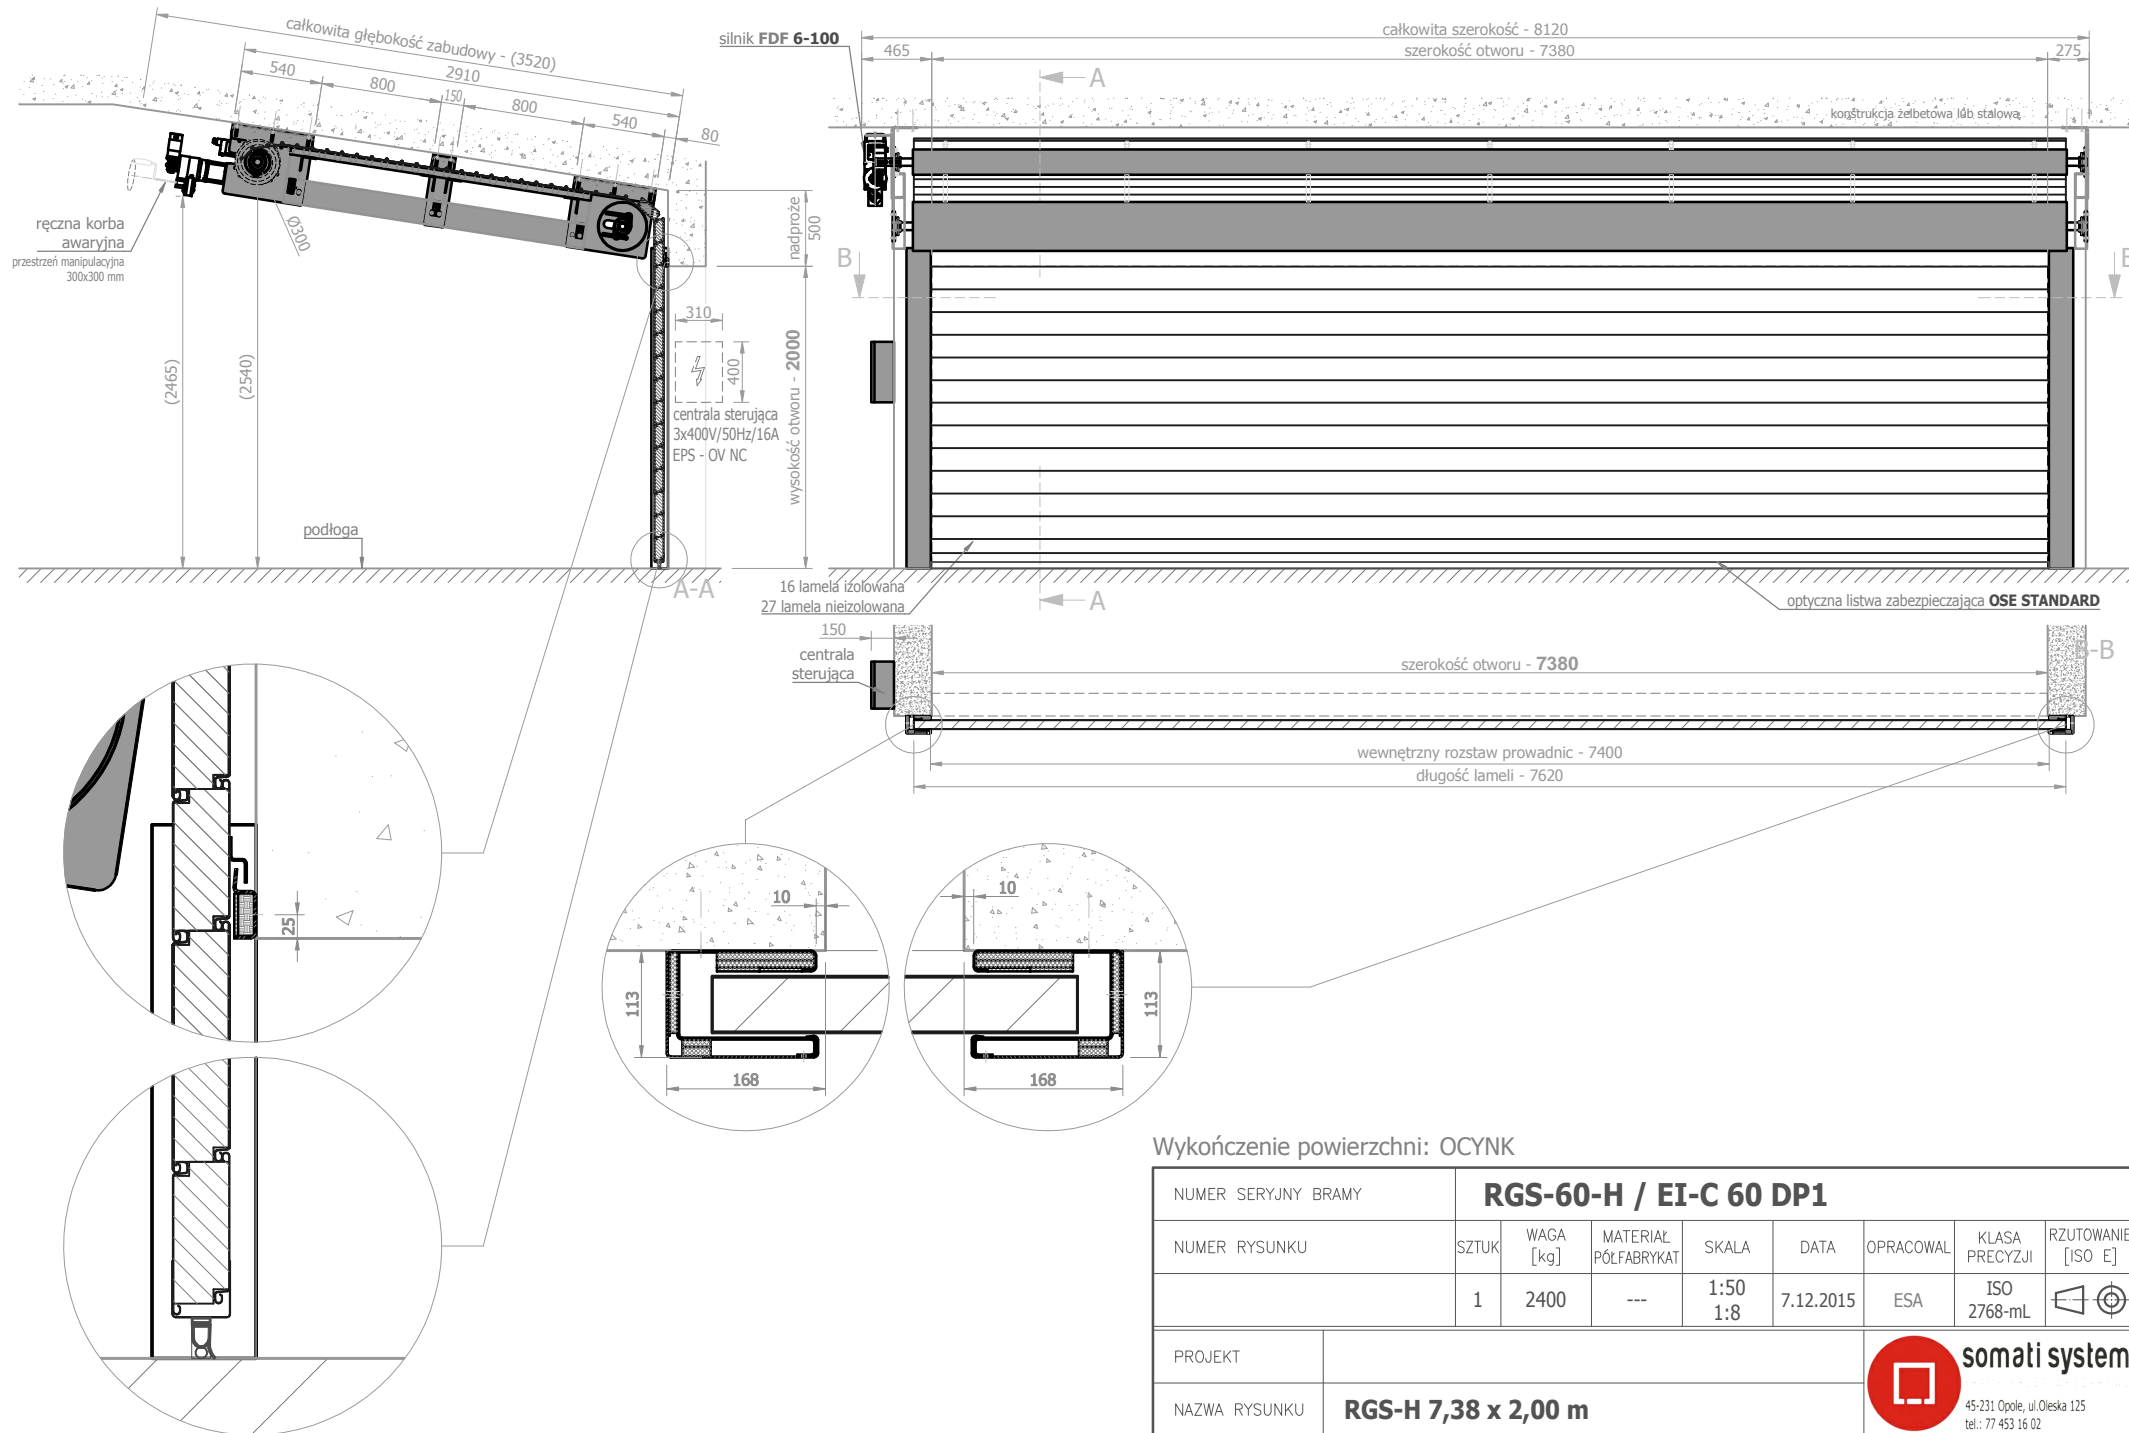 całkowita głębokość zabudowy - (3520)
2910
540
800
150
800
540
80
ręczna korba
awaryjna
przestrzeń manipulacyjna
300x300 mm
Ø300
nadproże
500
(2465)
(2540)
310
400
centrala sterująca
3x400V/50Hz/16A
EPS - OV NC
wysokość otworu - 2000
podłoga
A-A
silnik FDF 6-100
całkowita szerokość - 8120
465
szerokość otworu - 7380
275
A
konstrukcja żelbetowa lub stalowa
B
16 lamela izolowana
27 lamela nieizolowana
A
optyczna listwa zabezpieczająca OSE STANDARD
150
centrala
sterująca
szerokość otworu - 7380
B-B
wewnętrzny rozstaw prowadnic - 7400
długość lameli - 7620
25
10
113
168
10
113
168
Wykończenie powierzchni: OCYNK
NUMER SERYJNY BRAMY
RGS-60-H / EI-C 60 DP1
NUMER RYSUNKU
SZTUK
WAGA
[kg]
MATERIAŁ
PÓŁFABRYKAT
SKALA
DATA
OPRACOWAL
KLASA
PRECYZJI
RZUTOWANIE
[ISO E]
1
2400
---
1:50
1:8
7.12.2015
ESA
ISO
2768-mL
PROJEKT
NAZWA RYSUNKU
RGS-H 7,38 x 2,00 m
somati system
45-231 Opole, ul.Oleska 125
tel.: 77 453 16 02